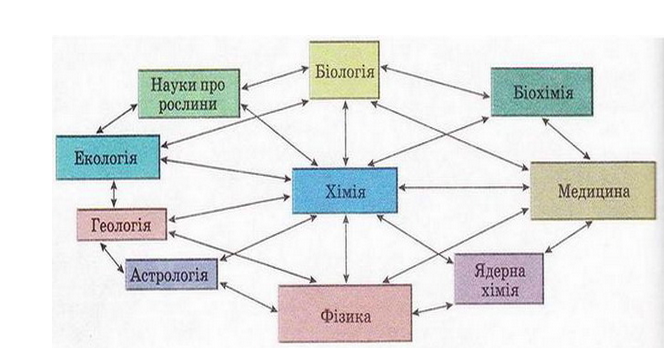 Біологія
Науки про
рослини
Біохімія
Екологія
Хімія
Медицина
Геологія
Астрологія
Ядерна
хімія
Фізика